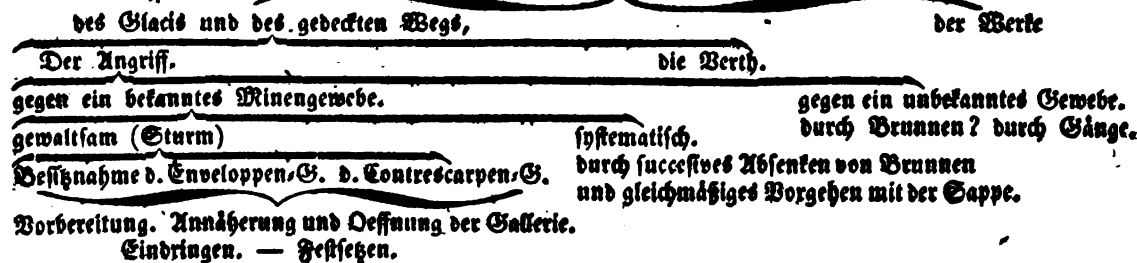 des Glacis und des gedeckten Wegs, der Werke
Der Angriff. die Verth.
gegen ein bekanntes Minengewebe. gegen ein unbekanntes Gewebe.
durch Brunnen? durch Gänge.
gewaltsam (Sturm) systematisch.
durch succesives Absenken von Brunnen
und gleichmäßiges Vorgehen mit der Sappe.
Besitznahme d. Enveloppen-G. d. Contrescarpen-G.
Vorbereitung. Annäherung und Oeffnung der Gallerie.
Eindringen. — Festsetzen.